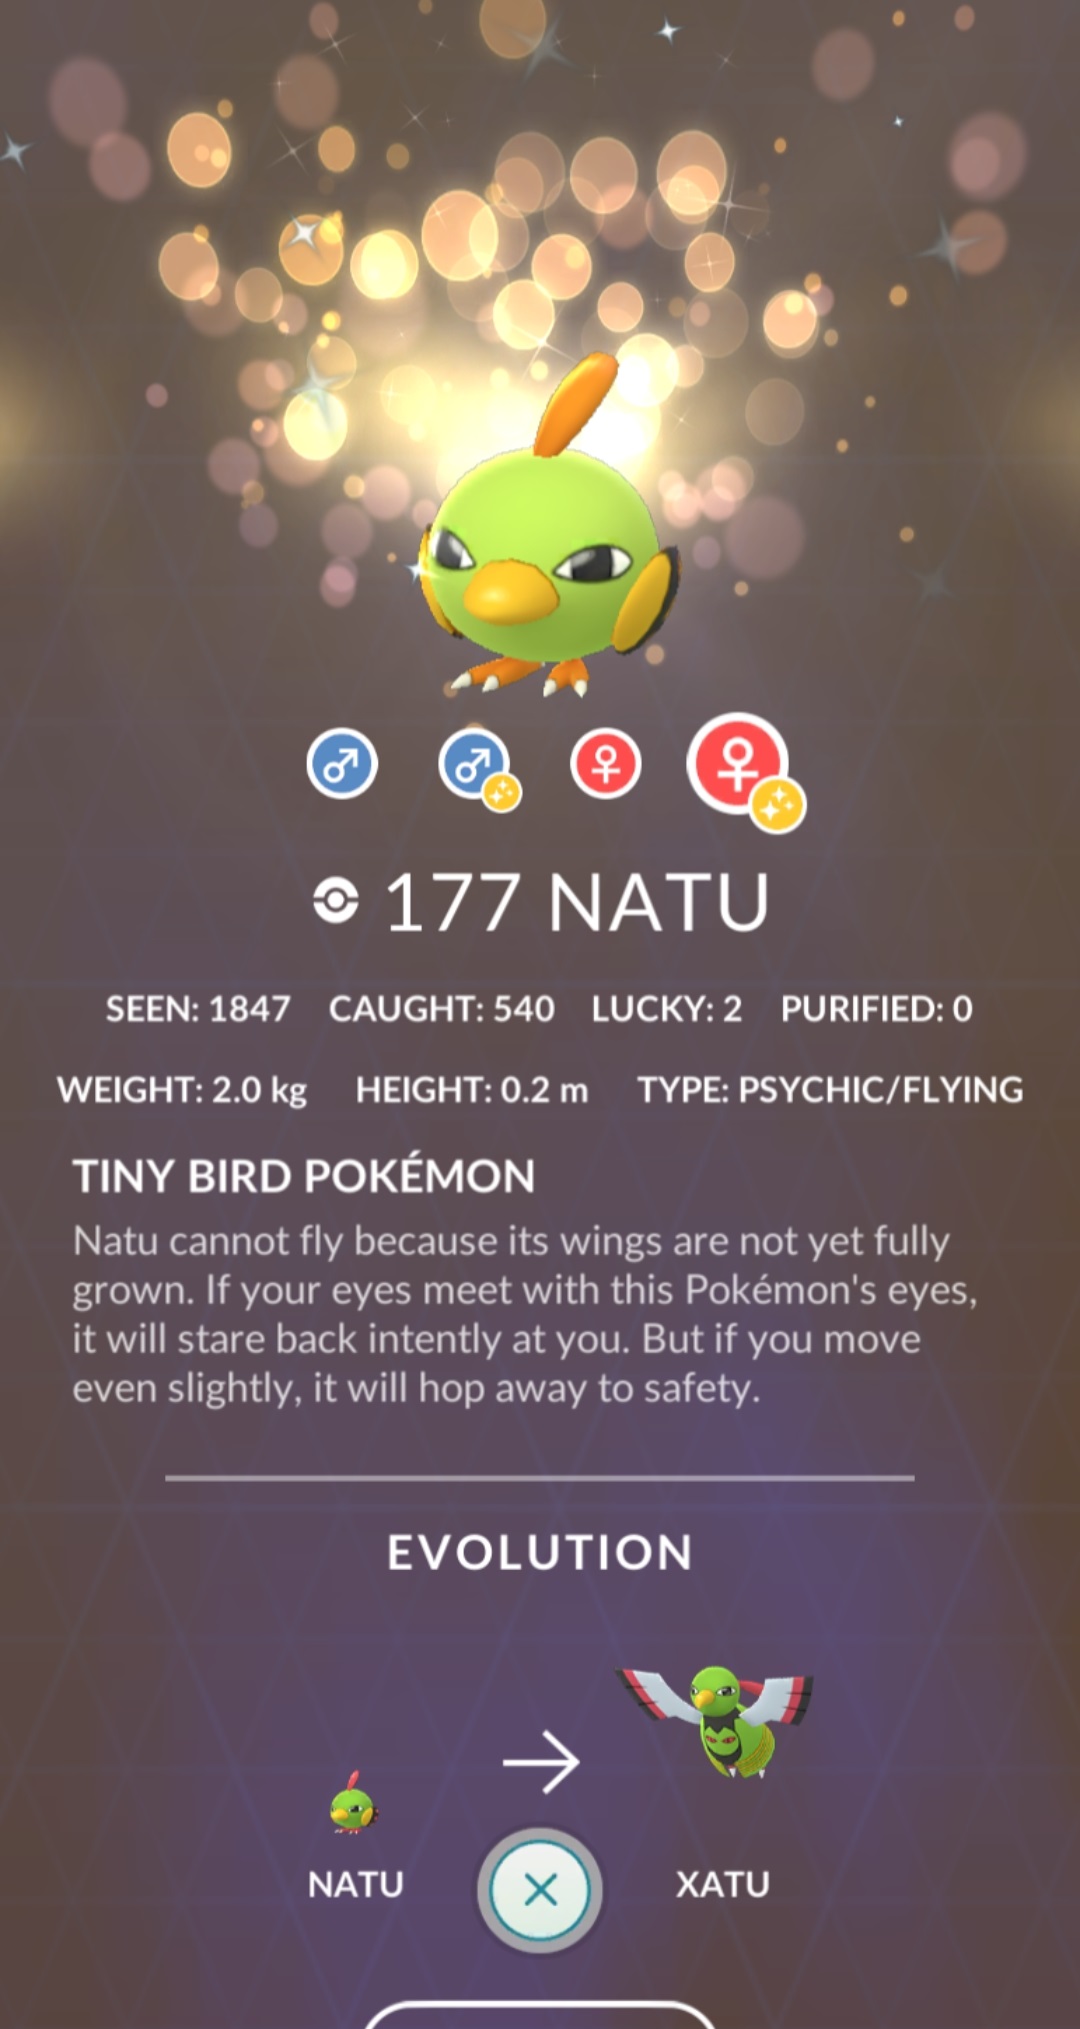 177 NATU
SEEN: 1847 CAUGHT: 540 LUCKY: 2 PURIFIED: 0
WEIGHT: 2.0 kg HEIGHT: 0.2 m TYPE: PSYCHIC/FLYING
TINY BIRD POKÉMON
Natu cannot fly because its wings are not yet fully
grown. If your eyes meet with this Pokémon's eyes,
it will stare back intently at you. But if you move
even slightly, it will hop away to safety.
EVOLUTION
NATU XATU